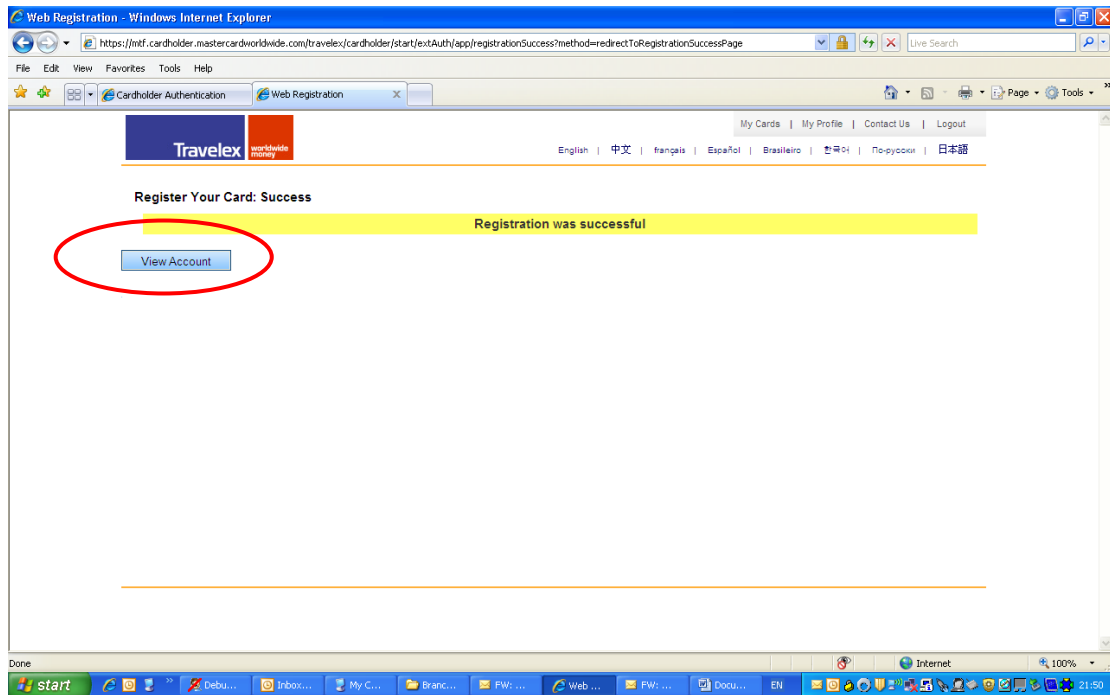 Web Registration - Windows Internet Explorer
https://mtf.cardholder.mastercardworldwide.com/travelex/cardholder/start/extAuth/app/registrationSuccess?method=redirectToRegistrationSuccessPage
Live Search
File Edit View Favorites Tools Help
Cardholder Authentication Web Registration Page Tools
My Cards | My Profile | Contact Us | Logout
Travelex worldwide money
English | 中文 | français | Español | Brasileiro | 한국어 | По-русски | 日本語
Register Your Card: Success
Registration was successful
View Account
Done Internet 100%
start Debu... Inbox... My C... Branc... FW: ... Web ... FW: ... Docu... EN 21:50